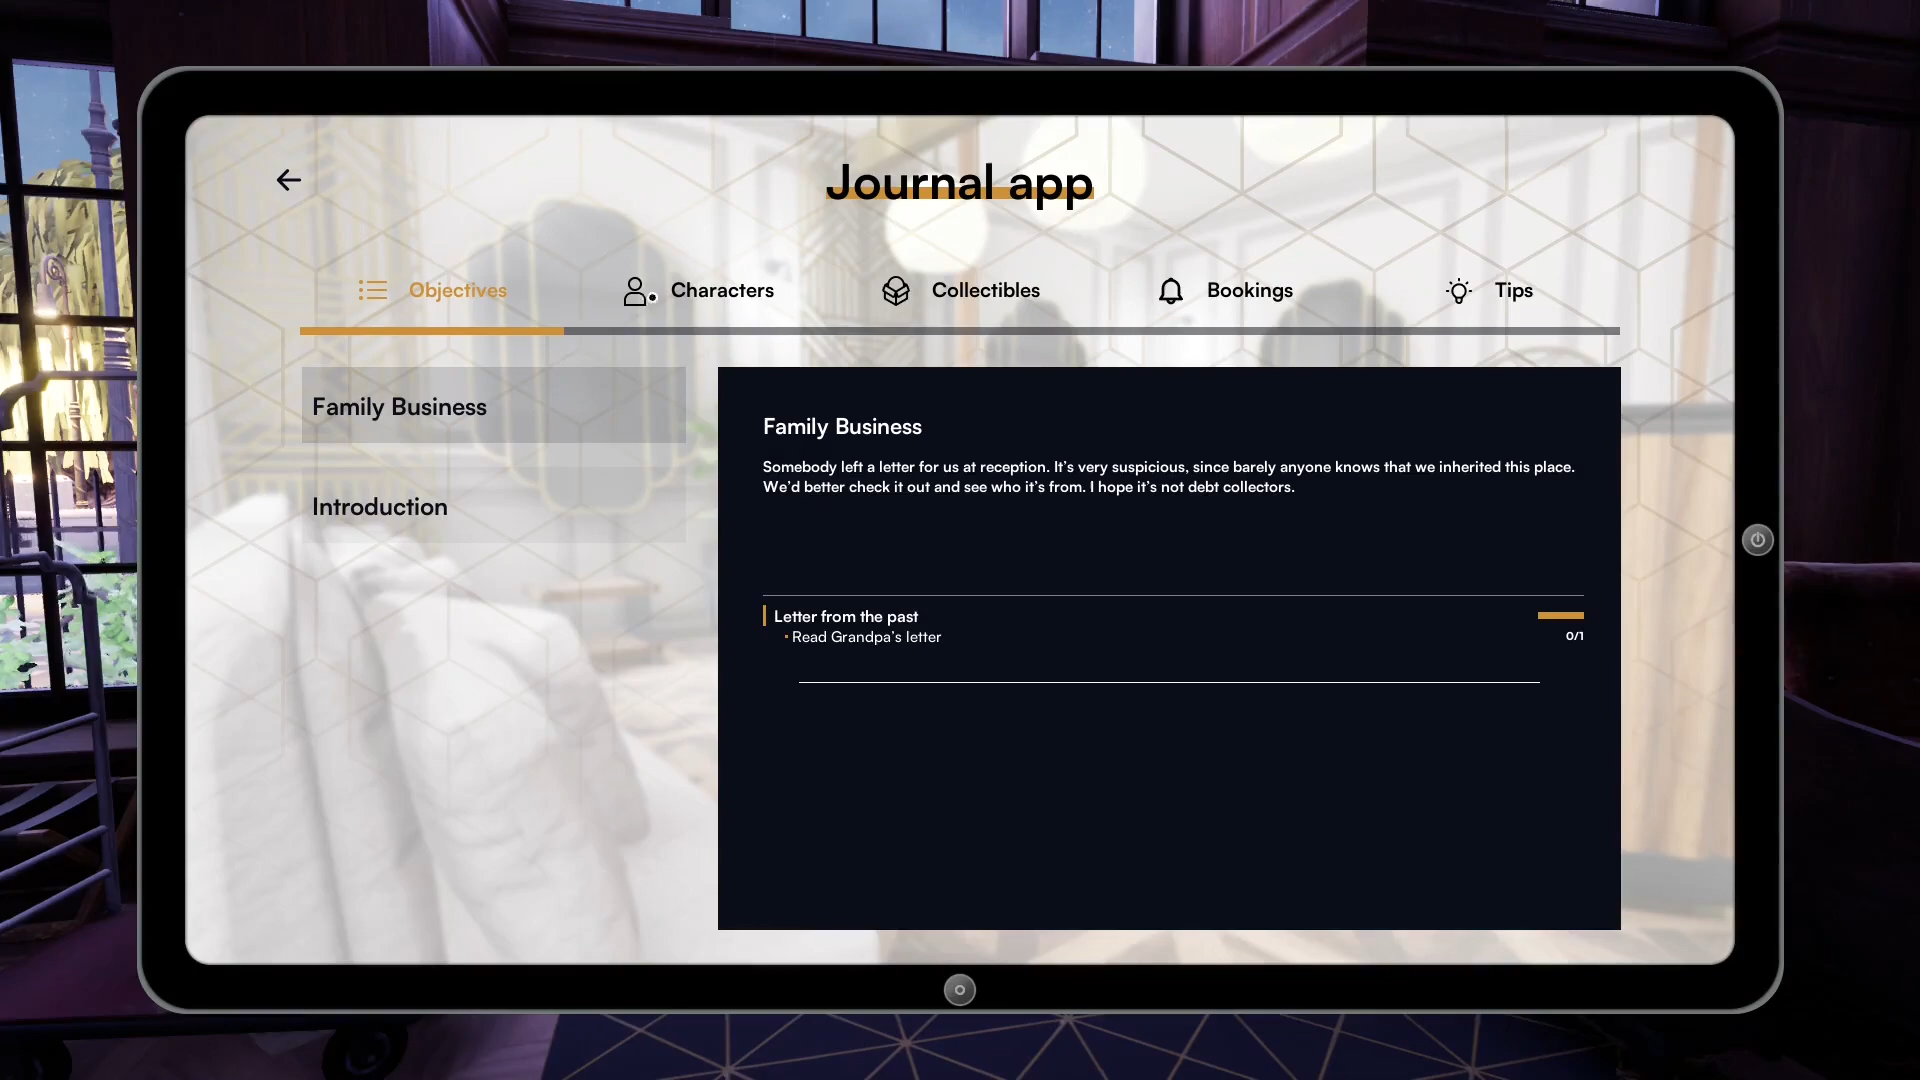 Journal app
Objectives
Characters
Collectibles
Bookings
Tips
Family Business
Introduction
Family Business
Somebody left a letter for us at reception. It’s very suspicious, since barely anyone knows that we inherited this place.
We’d better check it out and see who it’s from. I hope it’s not debt collectors.
Letter from the past
Read Grandpa’s letter
0/1